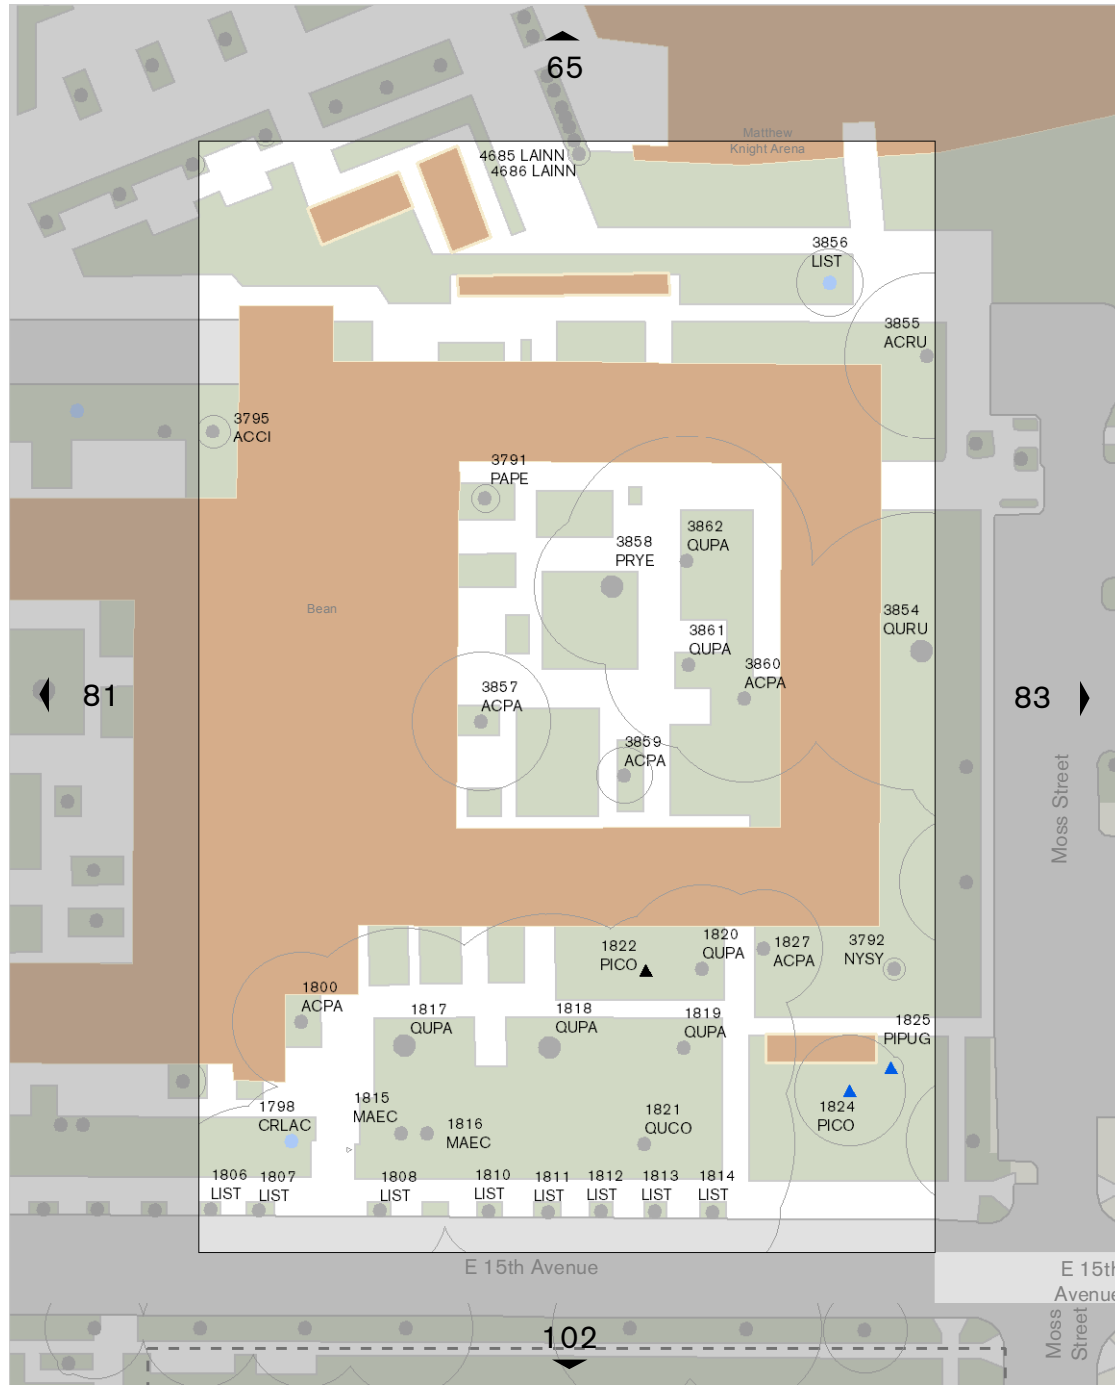 65
Matthew
Knight Arena
4685 LAINN
4686 LAINN
3856
LIST
3855
ACRU
3795
ACCI
3791
PAPE
3862
QUPA
3858
PRYE
Bean
3854
QURU
3861
QUPA
3860
ACPA
81
3857
ACPA
83
3859
ACPA
Moss Street
1822
PICO
1820
QUPA
1827
ACPA
3792
NYSY
1800
ACPA
1817
QUPA
1818
QUPA
1819
QUPA
1825
PIPUG
1798
CRLAC
1815
MAEC
1816
MAEC
1821
QUCO
1824
PICO
1806
LIST
1807
LIST
1808
LIST
1810
LIST
1811
LIST
1812
LIST
1813
LIST
1814
LIST
E 15th Avenue
E 15th
Avenue
102
Moss
Street